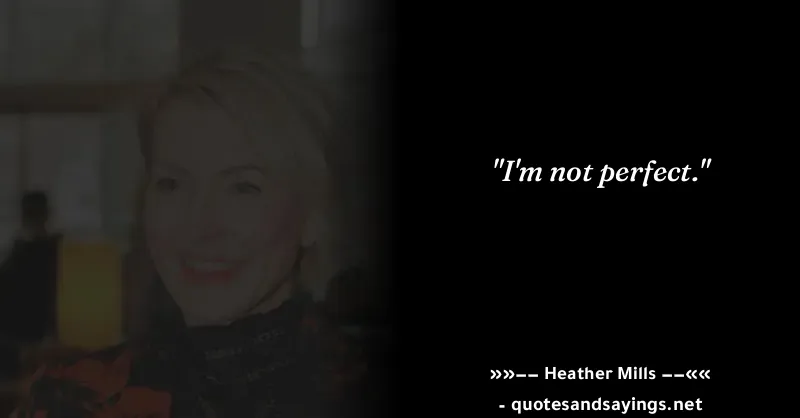 "I'm not perfect."
»»–– Heather Mills ––««
- quotesandsayings.net